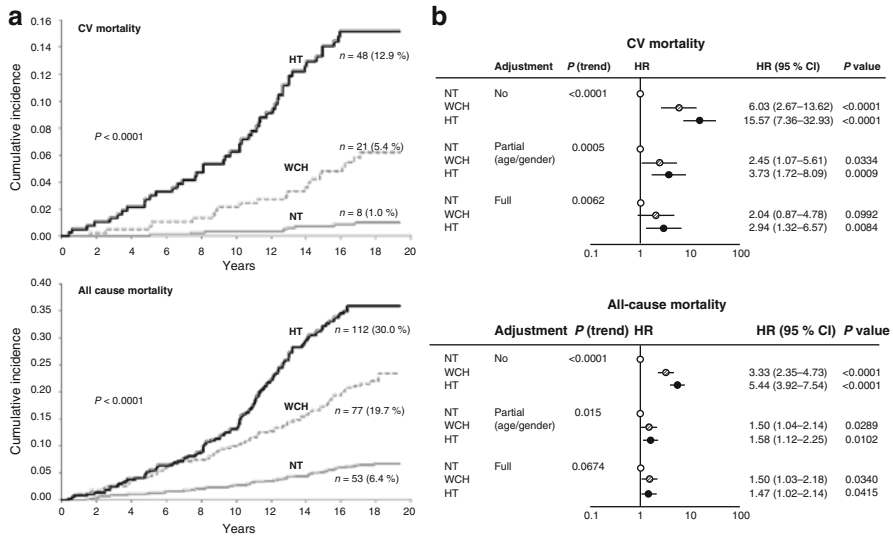 a
CV mortality
0.16
0.14
0.12
0.10
0.08
0.06
0.04
0.02
0.00
Cumulative incidence
HT
n = 48 (12.9 %)
P < 0.0001
n = 21 (5.4 %)
WCH
NT
n = 8 (1.0 %)
0 2 4 6 8 10 12 14 16 18 20
Years
All cause mortality
0.40
0.35
0.30
0.25
0.20
0.15
0.10
0.05
0.00
Cumulative incidence
HT
n = 112 (30.0 %)
P < 0.0001
WCH
n = 77 (19.7 %)
NT
n = 53 (6.4 %)
0 2 4 6 8 10 12 14 16 18 20
Years
b
CV mortality
Adjustment P (trend) HR HR (95 % CI) P value
NT No <0.0001
WCH 6.03 (2.67–13.62) <0.0001
HT 15.57 (7.36–32.93) <0.0001
NT Partial 0.0005
WCH (age/gender) 2.45 (1.07–5.61) 0.0334
HT 3.73 (1.72–8.09) 0.0009
NT Full 0.0062
WCH 2.04 (0.87–4.78) 0.0992
HT 2.94 (1.32–6.57) 0.0084
0.1 1 10 100
All-cause mortality
Adjustment P (trend) HR HR (95 % CI) P value
NT No <0.0001
WCH 3.33 (2.35–4.73) <0.0001
HT 5.44 (3.92–7.54) <0.0001
NT Partial 0.015
WCH (age/gender) 1.50 (1.04–2.14) 0.0289
HT 1.58 (1.12–2.25) 0.0102
NT Full 0.0674
WCH 1.50 (1.03–2.18) 0.0340
HT 1.47 (1.02–2.14) 0.0415
0.1 1 10 100